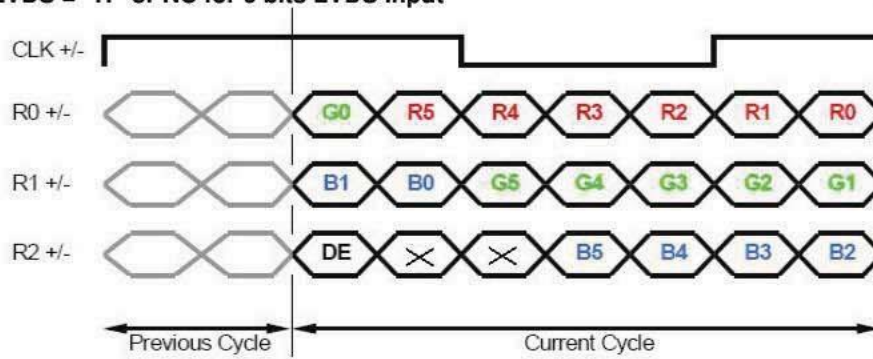 CLK +/-
R0 +/- G0 R5 R4 R3 R2 R1 R0
R1 +/- B1 B0 G5 G4 G3 G2 G1
R2 +/- DE B5 B4 B3 B2
Previous Cycle Current Cycle